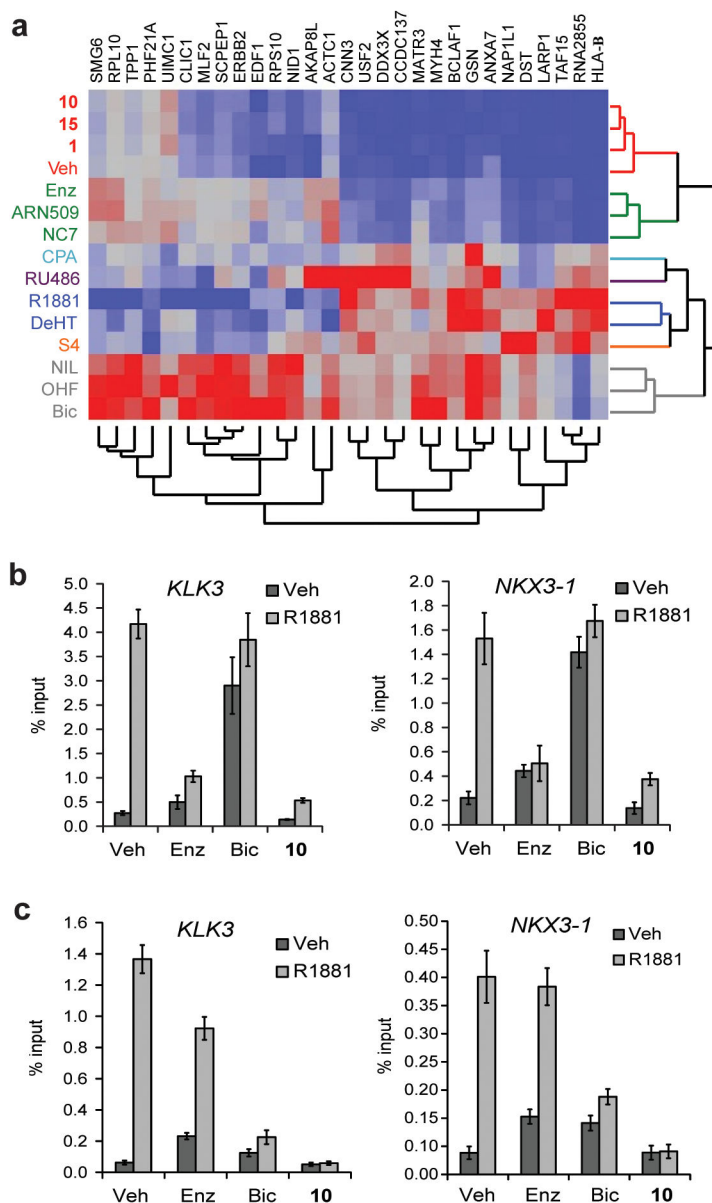 a
SMG6 RPL10 TPP1 PHF21A UIMC1 CLIC1 MLF2 SCPEP1 ERBB2 EDF1 RPS10 NID1 AKAP8L ACTC1 CNN3 USF2 DDX3X CCDC137 MATR3 MYH4 BCLAF1 GSN ANXA7 NAP1L1 DST LARP1 TAF15 RNA2855 HLA-B
10
15
1
Veh
Enz
ARN509
NC7
CPA
RU486
R1881
DeHT
S4
NIL
OHF
Bic
b
KLK3
Veh
R1881
% input
5.0
4.5
4.0
3.5
3.0
2.5
2.0
1.5
1.0
0.5
0.0
Veh Enz Bic 10
NKX3-1
Veh
R1881
% input
2.0
1.8
1.6
1.4
1.2
1.0
0.8
0.6
0.4
0.2
0.0
Veh Enz Bic 10
c
KLK3
Veh
R1881
% input
1.6
1.4
1.2
1.0
0.8
0.6
0.4
0.2
0.0
Veh Enz Bic 10
NKX3-1
Veh
R1881
% input
0.50
0.45
0.40
0.35
0.30
0.25
0.20
0.15
0.10
0.00
Veh Enz Bic 10